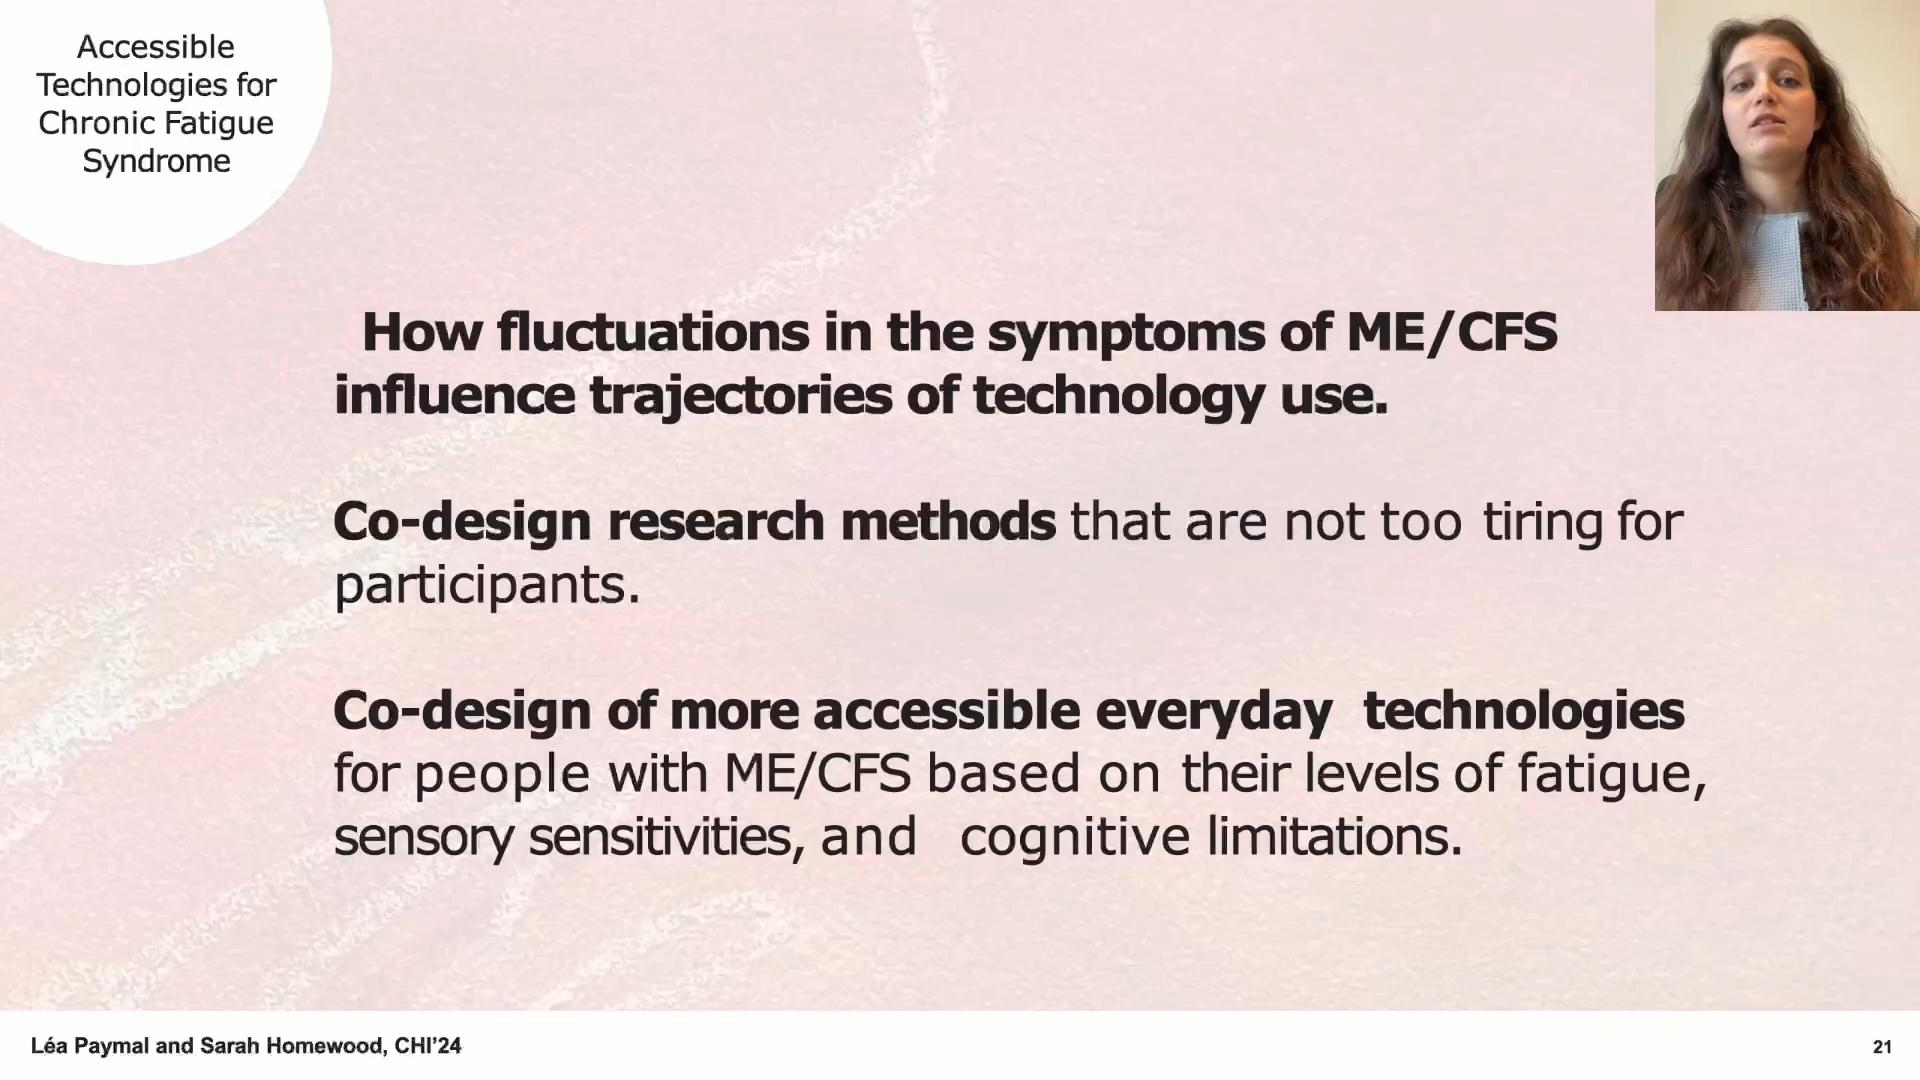 Accessible
Technologies for
Chronic Fatigue
Syndrome
How fluctuations in the symptoms of ME/CFS
influence trajectories of technology use.
Co-design research methods that are not too tiring for
participants.
Co-design of more accessible everyday technologies
for people with ME/CFS based on their levels of fatigue,
sensory sensitivities, and cognitive limitations.
Léa Paymal and Sarah Homewood, CHI’24
21